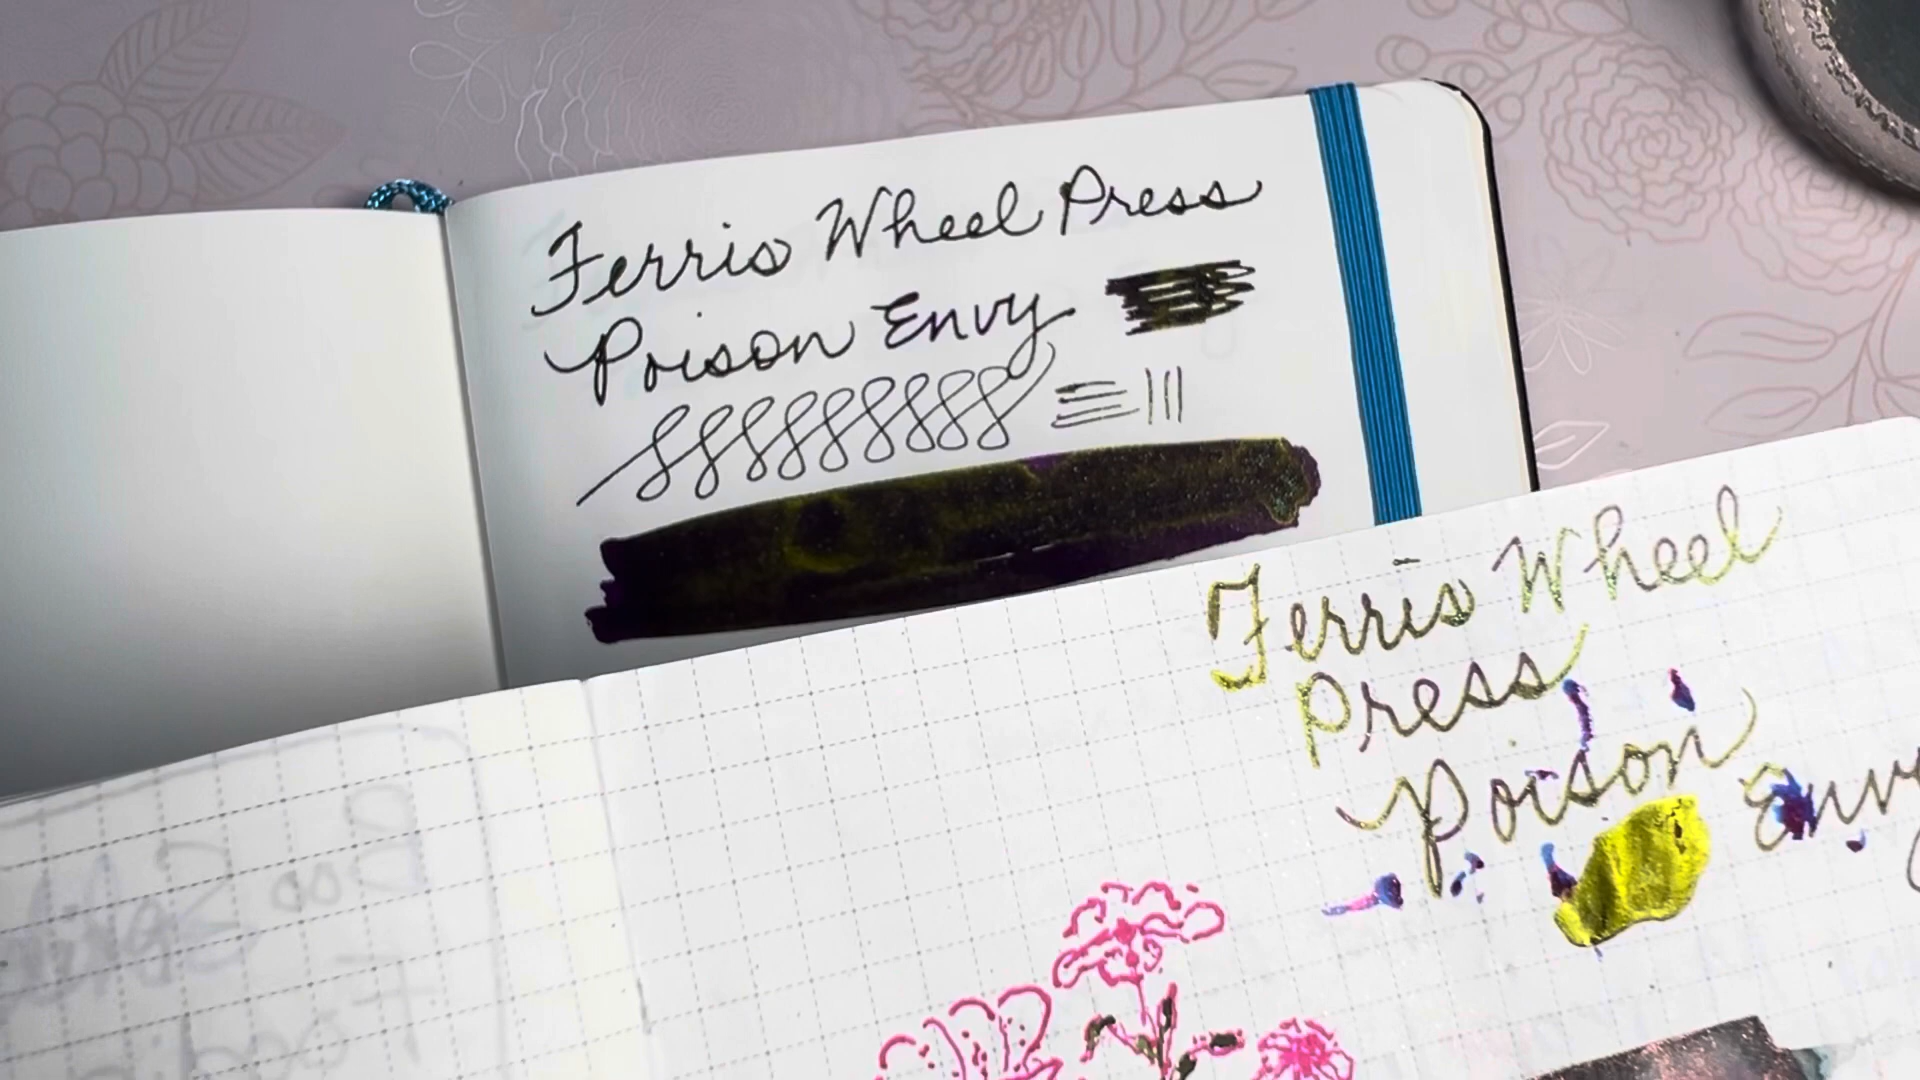 Ferris Wheel Press
Poison Envy
Ferris Wheel
Press
Poison
Envy